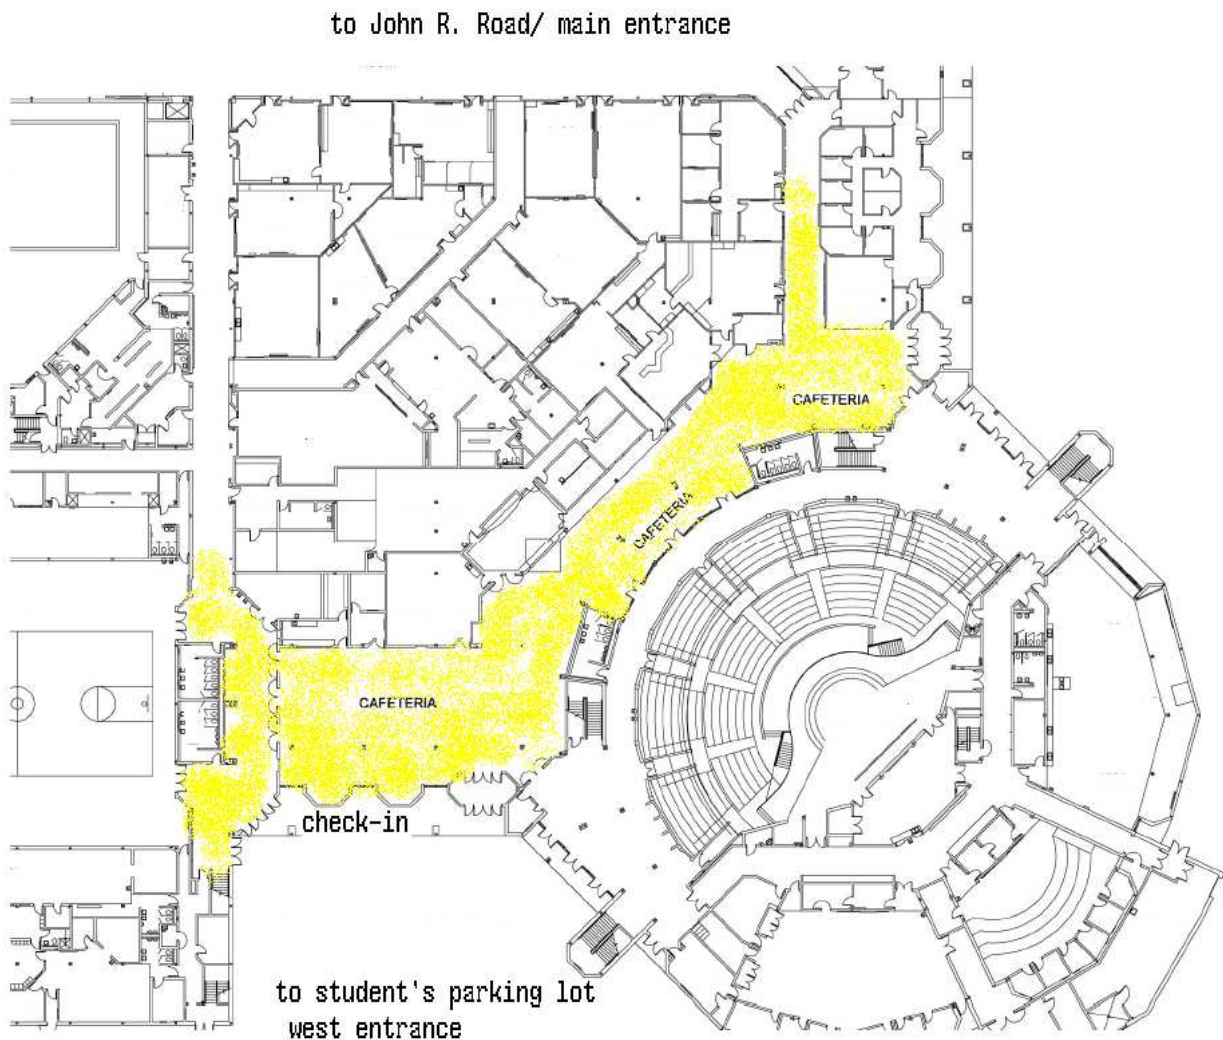 to John R. Road/ main entrance
CAFETERIA
CAFETERIA
CAFETERIA
check-in
to student's parking lot
west entrance